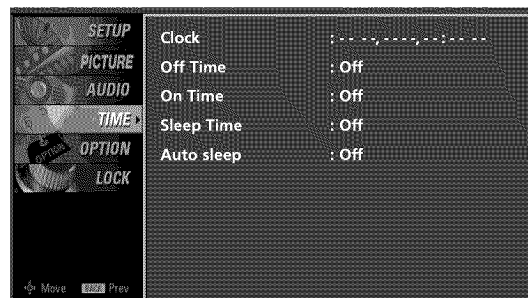 SETUP
PICTURE
AUDIO
TIME
OPTION
LOCK
Clock : -- --, ----, -- : -- --
Off Time : Off
On Time : Off
Sleep Time : Off
Auto sleep : Off
Move BACK Prev